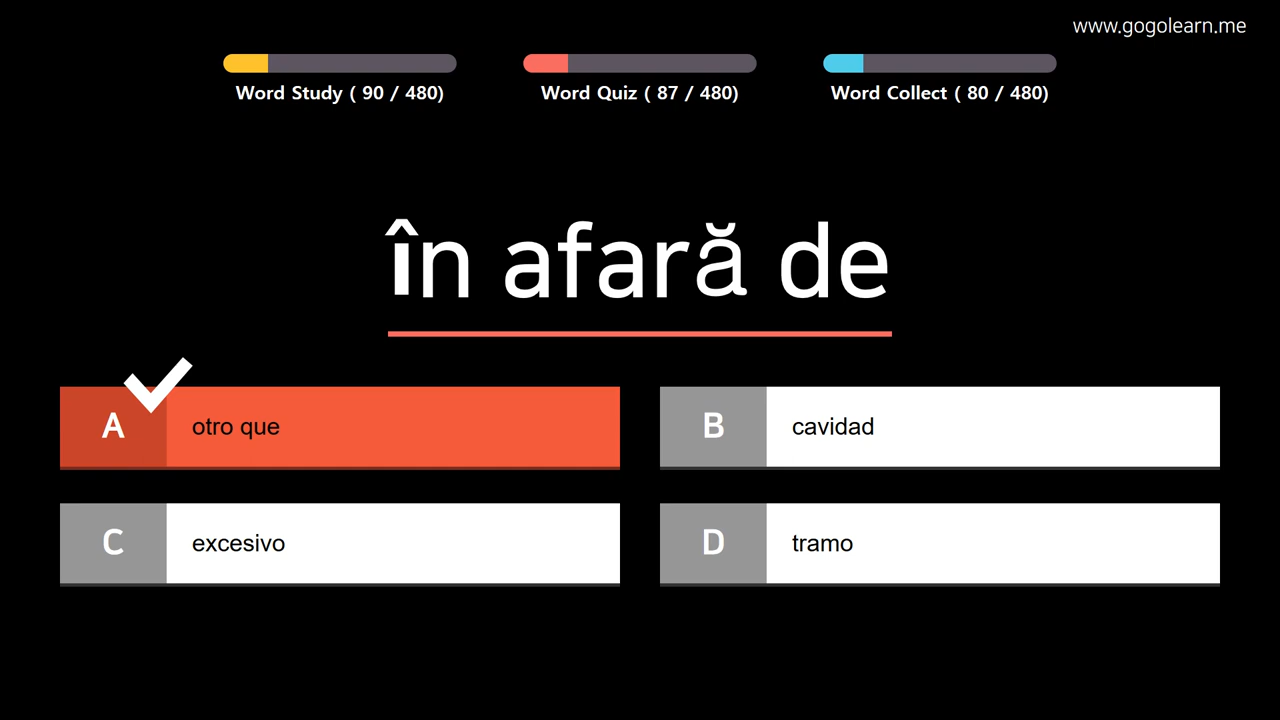 www.gogolearn.me
Word Study ( 90 / 480)
Word Quiz ( 87 / 480)
Word Collect ( 80 / 480)
în afară de
A otro que
B cavidad
C excesivo
D tramo